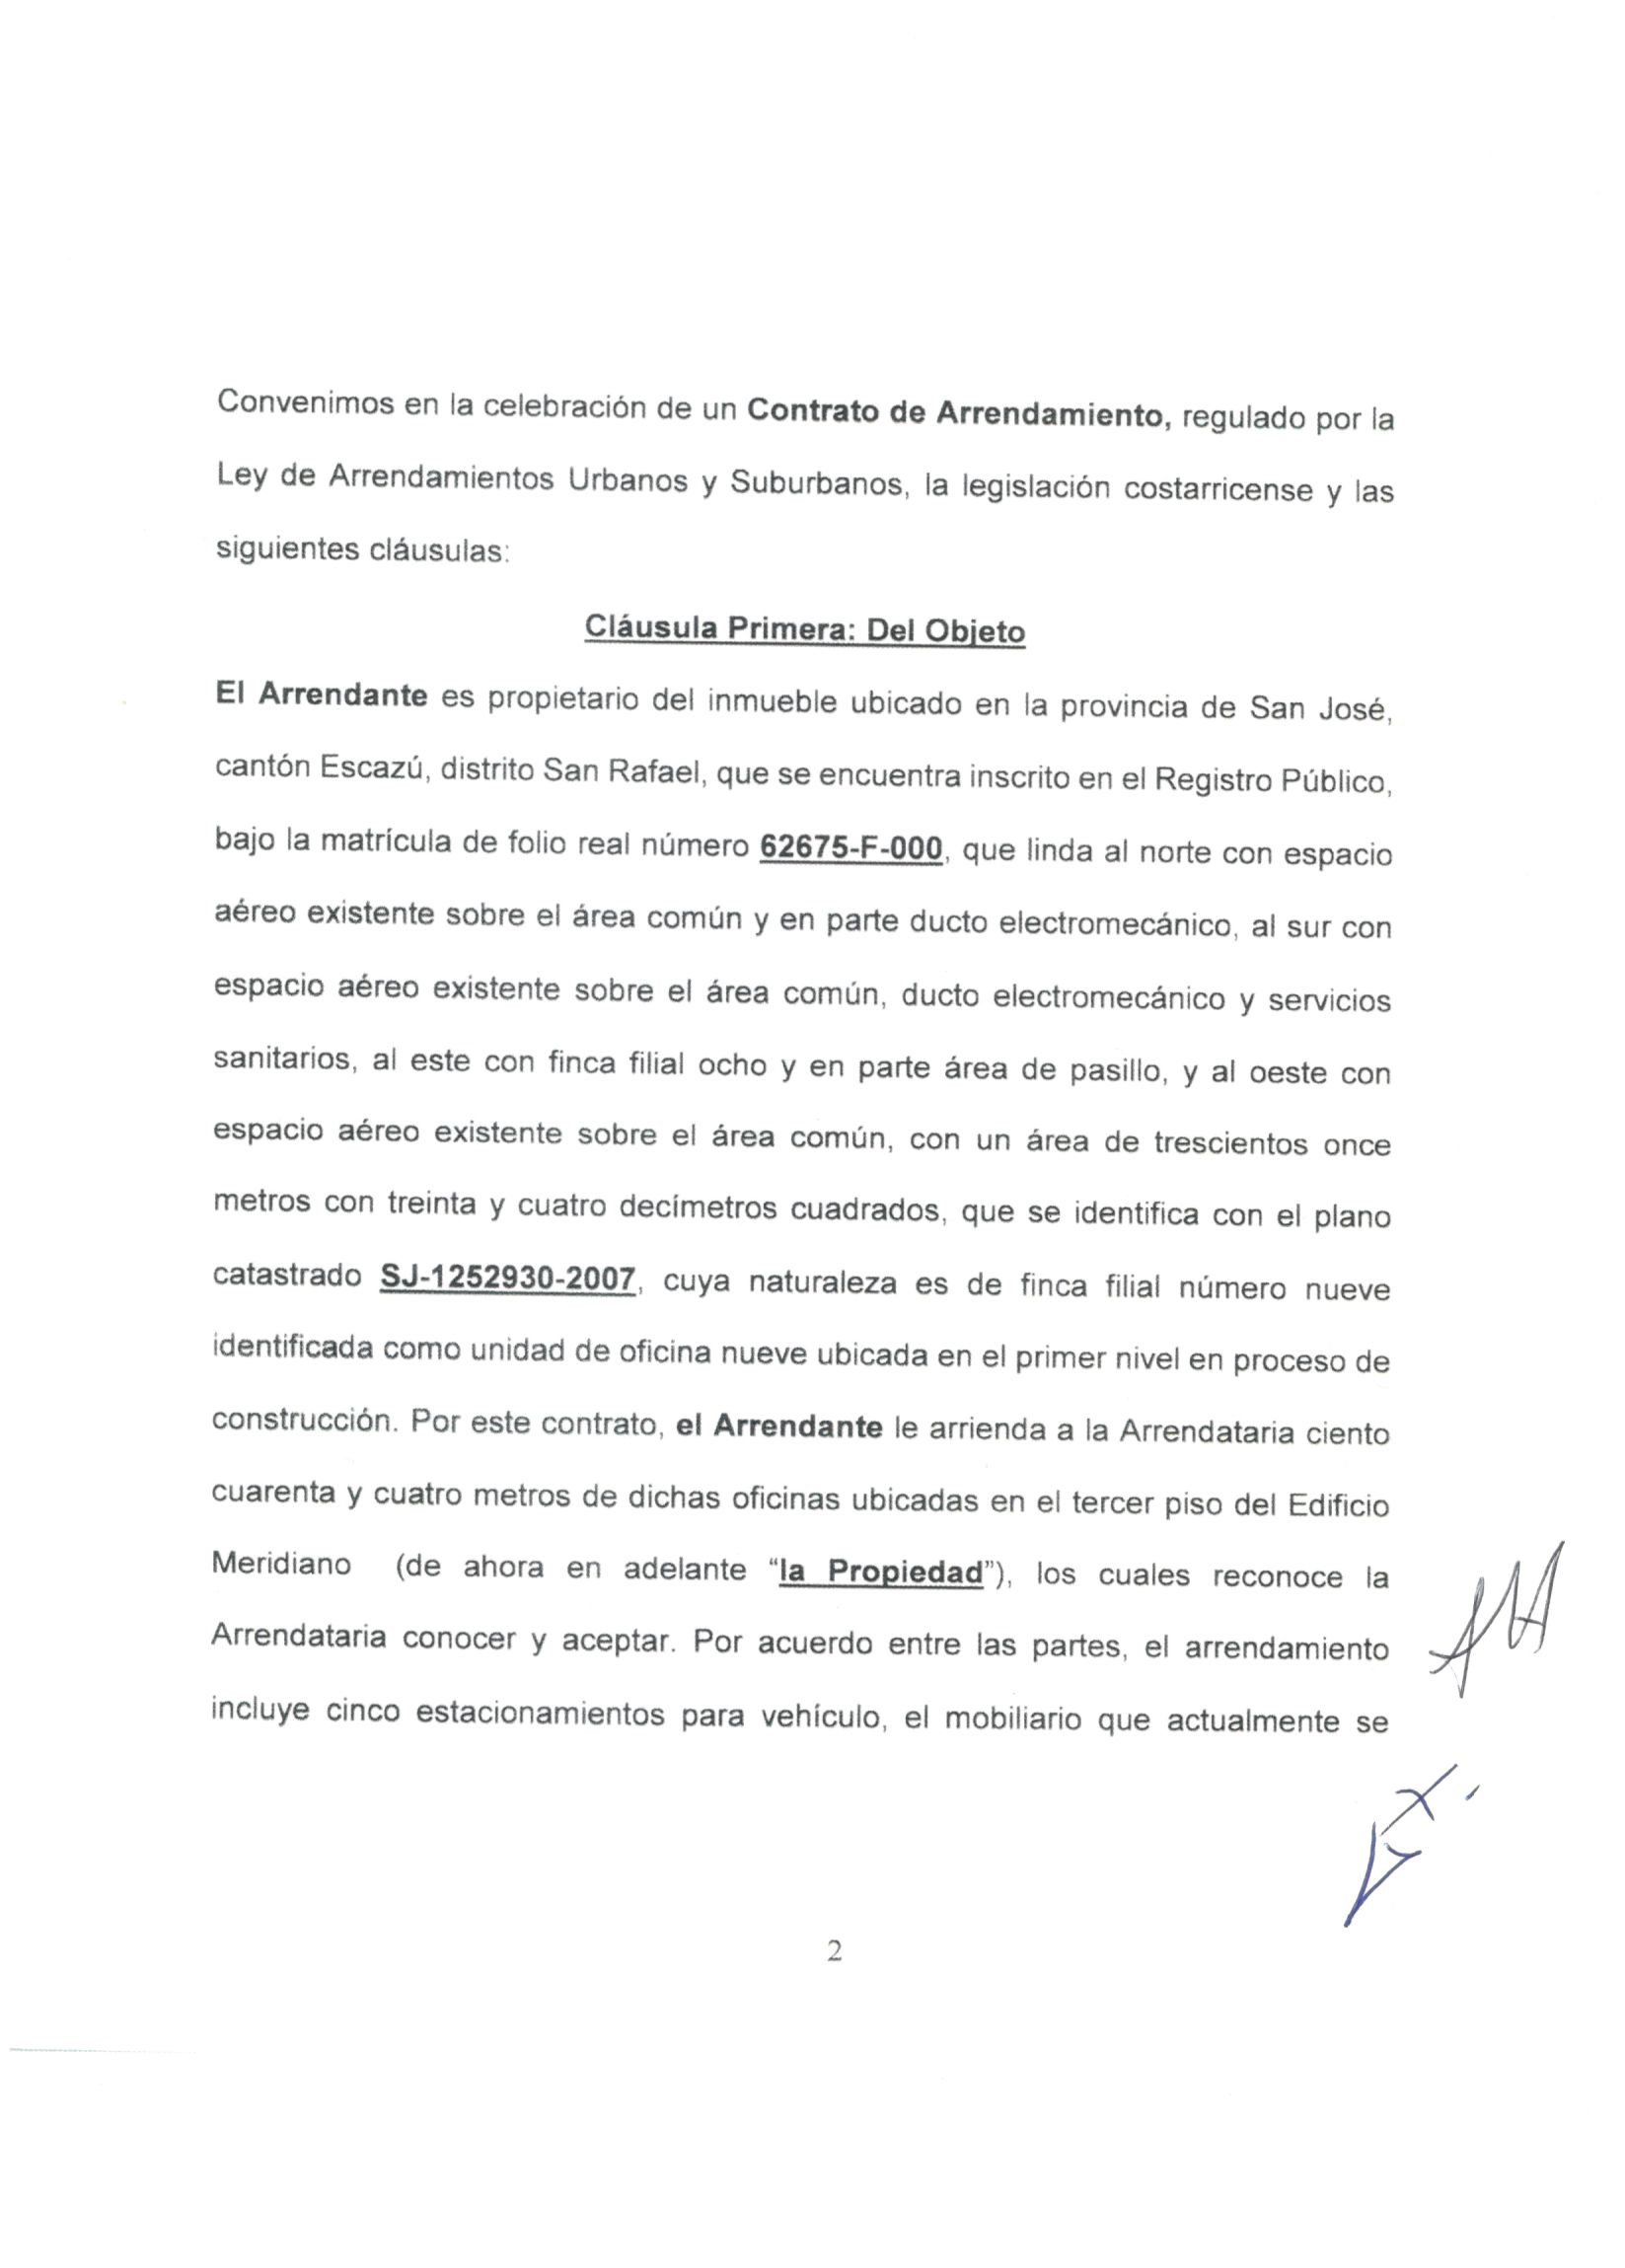 Convenimos en la celebración de un Contrato de Arrendamiento, regulado por la
Ley de Arrendamientos Urbanos y Suburbanos, la legislación costarricense y las
siguientes cláusulas:
Cláusula Primera: Del Objeto
El Arrendante es propietario del inmueble ubicado en la provincia de San José,
cantón Escazú, distrito San Rafael, que se encuentra inscrito en el Registro Público,
bajo la matrícula de folio real número 62675-F-000, que linda al norte con espacio
aéreo existente sobre el área común y en parte ducto electromecánico, al sur con
espacio aéreo existente sobre el área común, ducto electromecánico y servicios
sanitarios, al este con finca filial ocho y en parte área de pasillo, y al oeste con
espacio aéreo existente sobre el área común, con un área de trescientos once
metros con treinta y cuatro decímetros cuadrados, que se identifica con el plano
catastrado SJ-1252930-2007, cuya naturaleza es de finca filial número nueve
identificada como unidad de oficina nueve ubicada en el primer nivel en proceso de
construcción. Por este contrato, el Arrendante le arrienda a la Arrendataria ciento
cuarenta y cuatro metros de dichas oficinas ubicadas en el tercer piso del Edificio
Meridiano (de ahora en adelante “la Propiedad”), los cuales reconoce la
Arrendataria conocer y aceptar. Por acuerdo entre las partes, el arrendamiento
incluye cinco estacionamientos para vehículo, el mobiliario que actualmente se
2